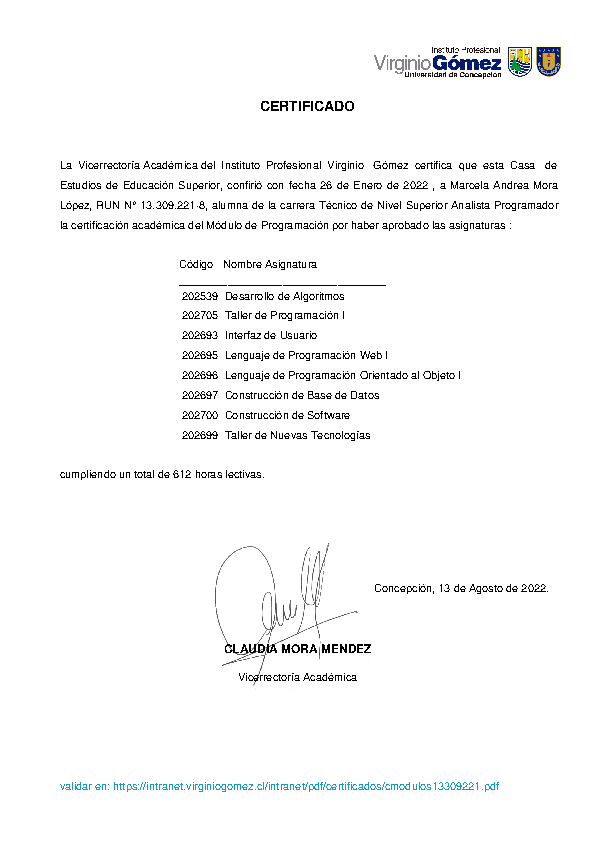 Instituto Profesional
VirginioGómez
Universidad de Concepción
CERTIFICADO
La Vicerrectoría Académica del Instituto Profesional Virginio Gómez certifica que esta Casa de
Estudios de Educación Superior, confirió con fecha 26 de Enero de 2022 , a Marcela Andrea Mora
López, RUN Nº 13.309.221-8, alumna de la carrera Técnico de Nivel Superior Analista Programador
la certificación académica del Módulo de Programación por haber aprobado las asignaturas :
Código Nombre Asignatura
202539 Desarrollo de Algoritmos
202705 Taller de Programación I
202693 Interfaz de Usuario
202695 Lenguaje de Programación Web I
202696 Lenguaje de Programación Orientado al Objeto I
202697 Construcción de Base de Datos
202700 Construcción de Software
202699 Taller de Nuevas Tecnologías
cumpliendo un total de 612 horas lectivas.
Concepción, 13 de Agosto de 2022.
CLAUDIA MORA MENDEZ
Vicerrectoría Académica
validar en: https://intranet.virginiogomez.cl/intranet/pdf/certificados/cmodulos13309221.pdf